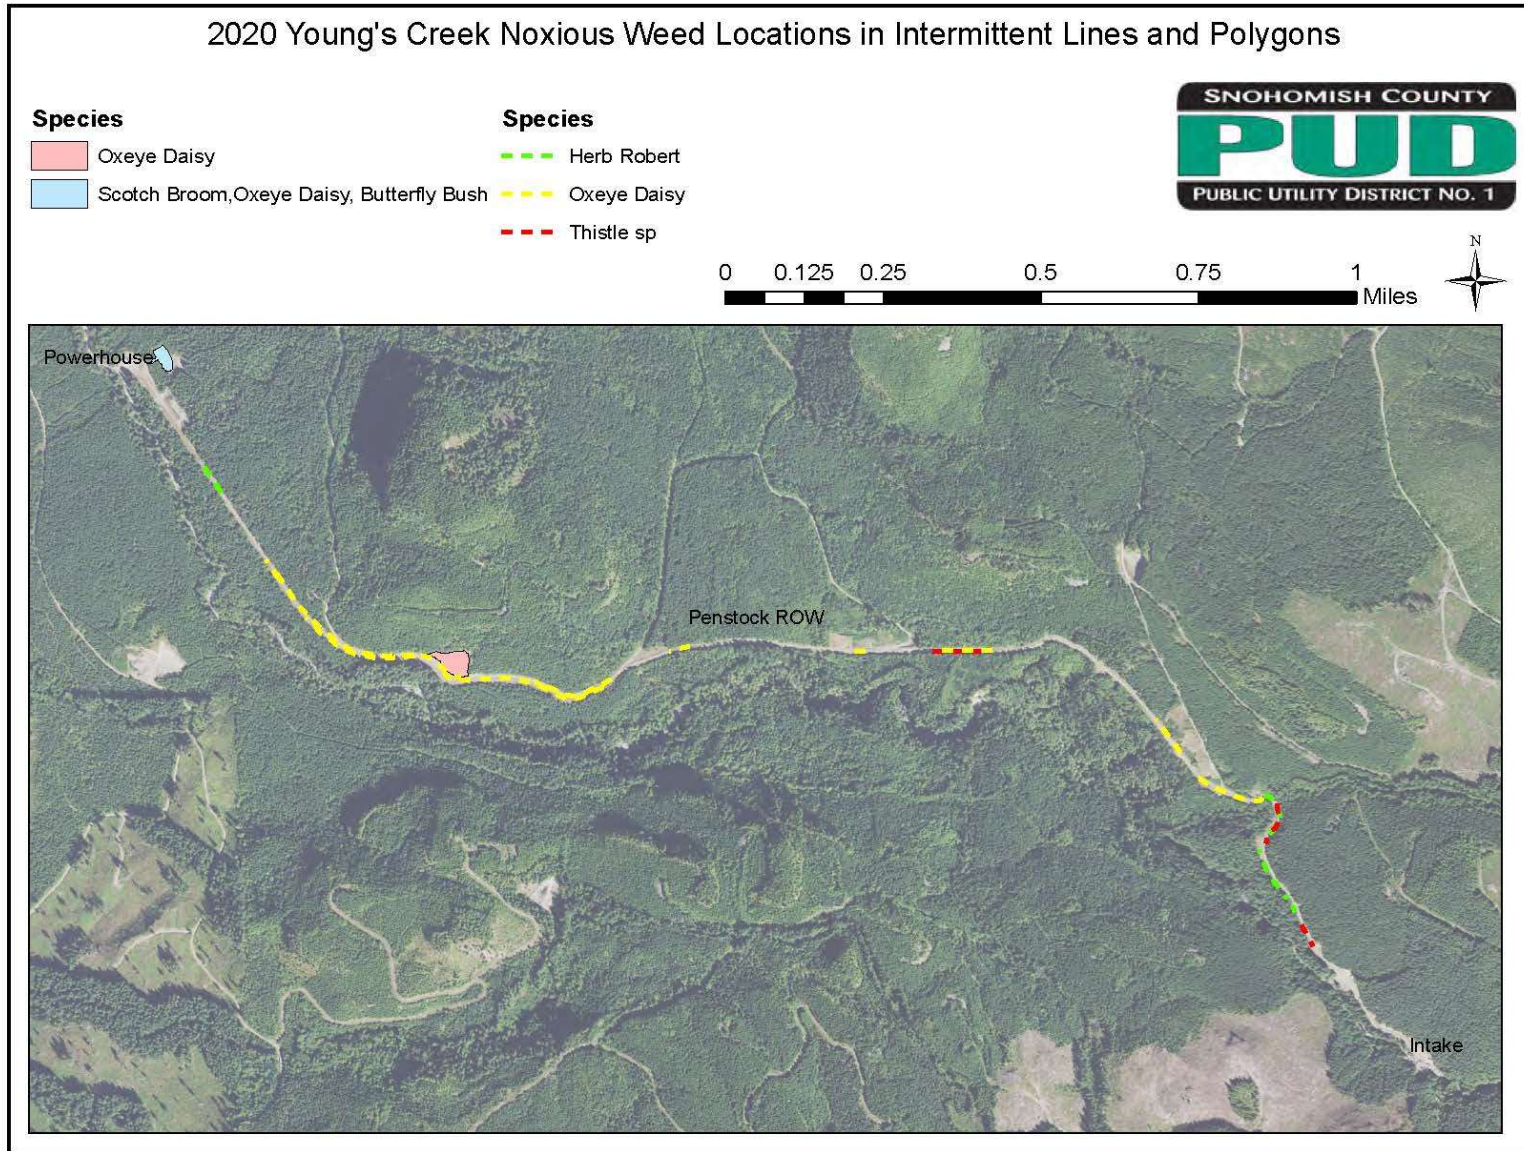 2020 Young's Creek Noxious Weed Locations in Intermittent Lines and Polygons
Species
Oxeye Daisy
Scotch Broom,Oxeye Daisy, Butterfly Bush
Species
Herb Robert
Oxeye Daisy
Thistle sp
SNOHOMISH COUNTY
PUD
PUBLIC UTILITY DISTRICT NO. 1
N
0 0.125 0.25 0.5 0.75 1
Miles
Powerhouse
Penstock ROW
Intake